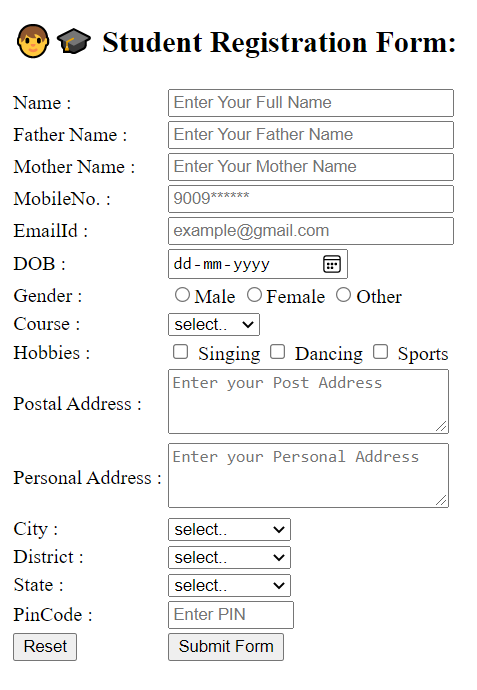 👦🎓 Student Registration Form:
Name : Enter Your Full Name
Father Name : Enter Your Father Name
Mother Name : Enter Your Mother Name
MobileNo. : 9009******
EmailId : example@gmail.com
DOB : dd-mm-yyyy
Gender : Male Female Other
Course : select..
Hobbies : Singing Dancing Sports
Postal Address : Enter your Post Address
Personal Address : Enter your Personal Address
City : select..
District : select..
State : select..
PinCode : Enter PIN
Reset Submit Form